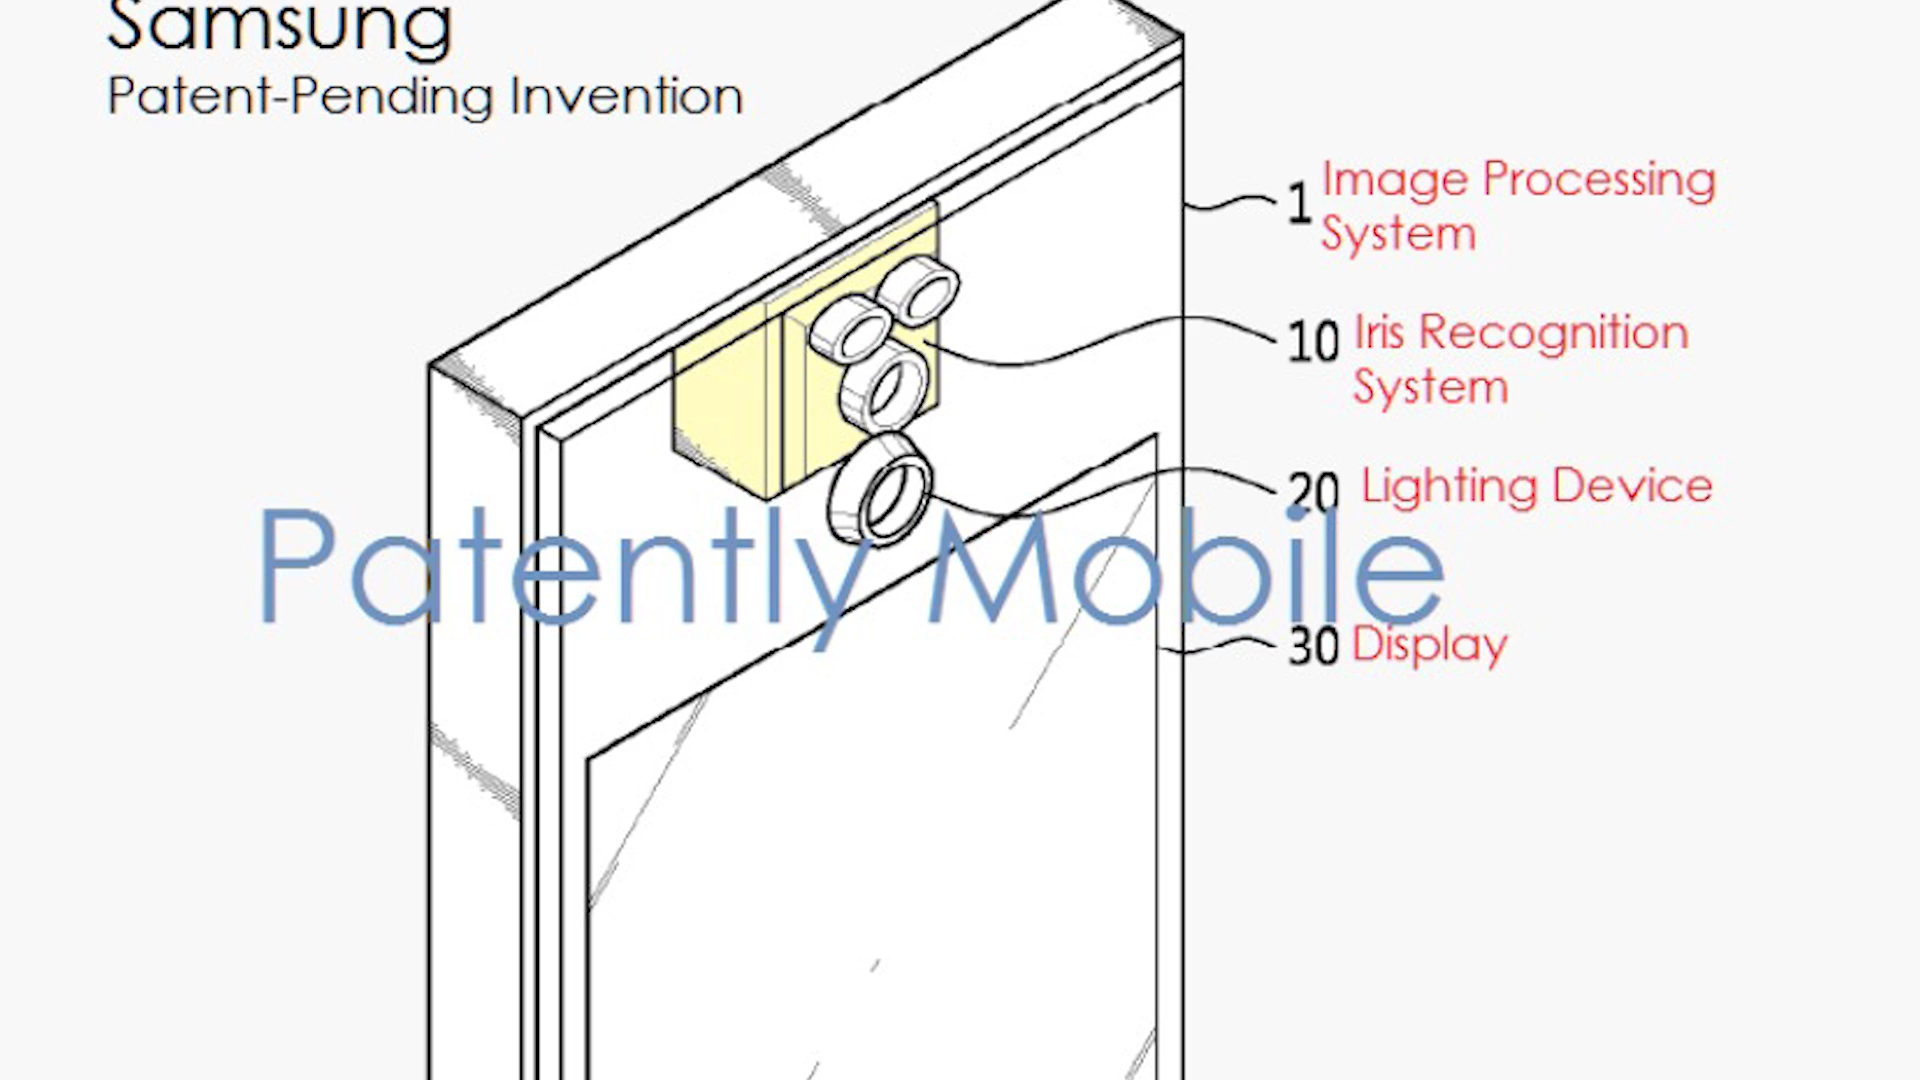 Samsung
Patent-Pending Invention
1 Image Processing
System
10 Iris Recognition
System
20 Lighting Device
Patently Mobile
30 Display